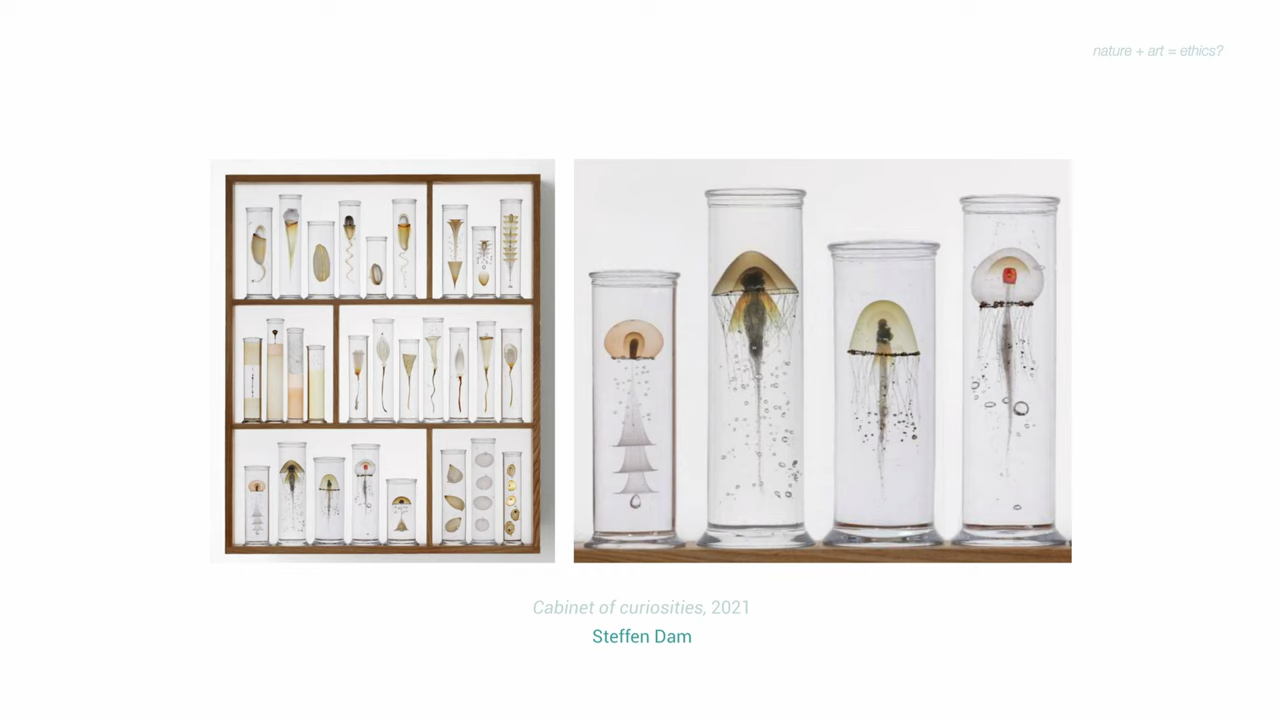 nature + art = ethics?
Cabinet of curiosities, 2021
Steffen Dam